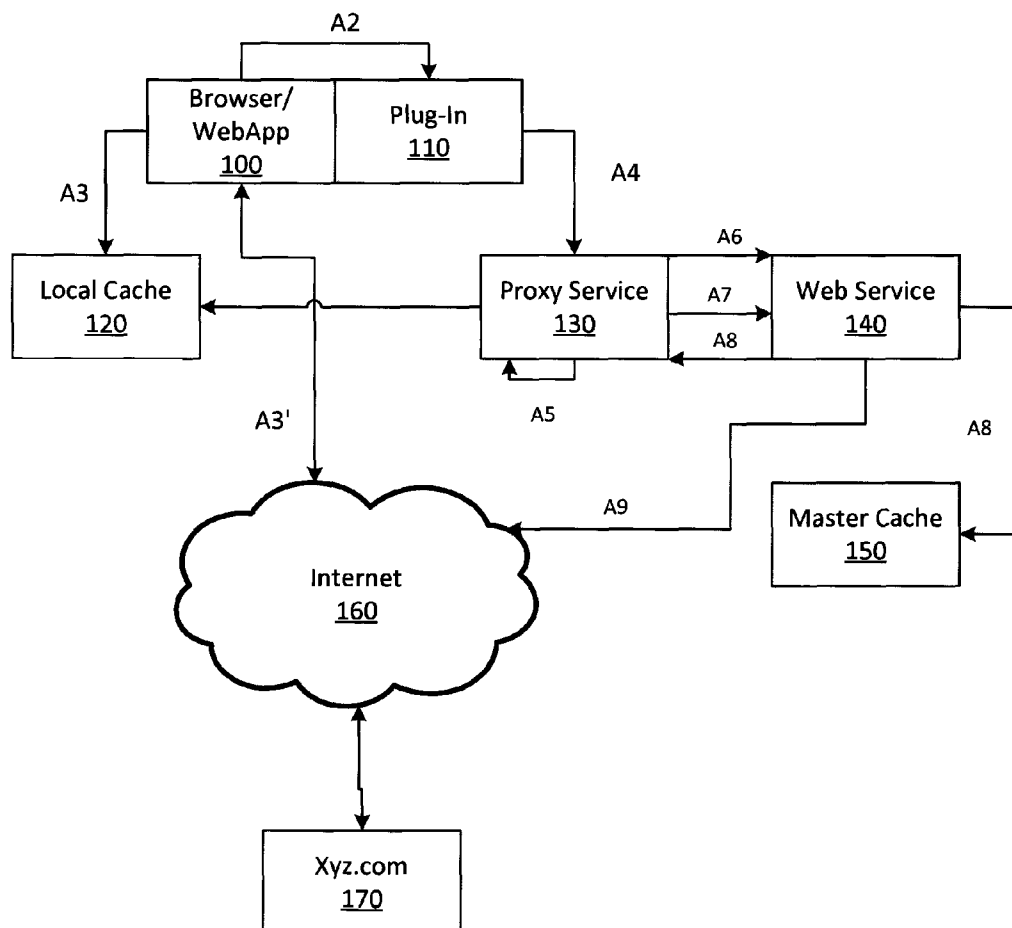 A2
Browser/
WebApp
100
Plug-In
110
A3
A4
Local Cache
120
Proxy Service
130
A6
A7
A8
Web Service
140
A5
A3'
A8
A9
Master Cache
150
Internet
160
Xyz.com
170